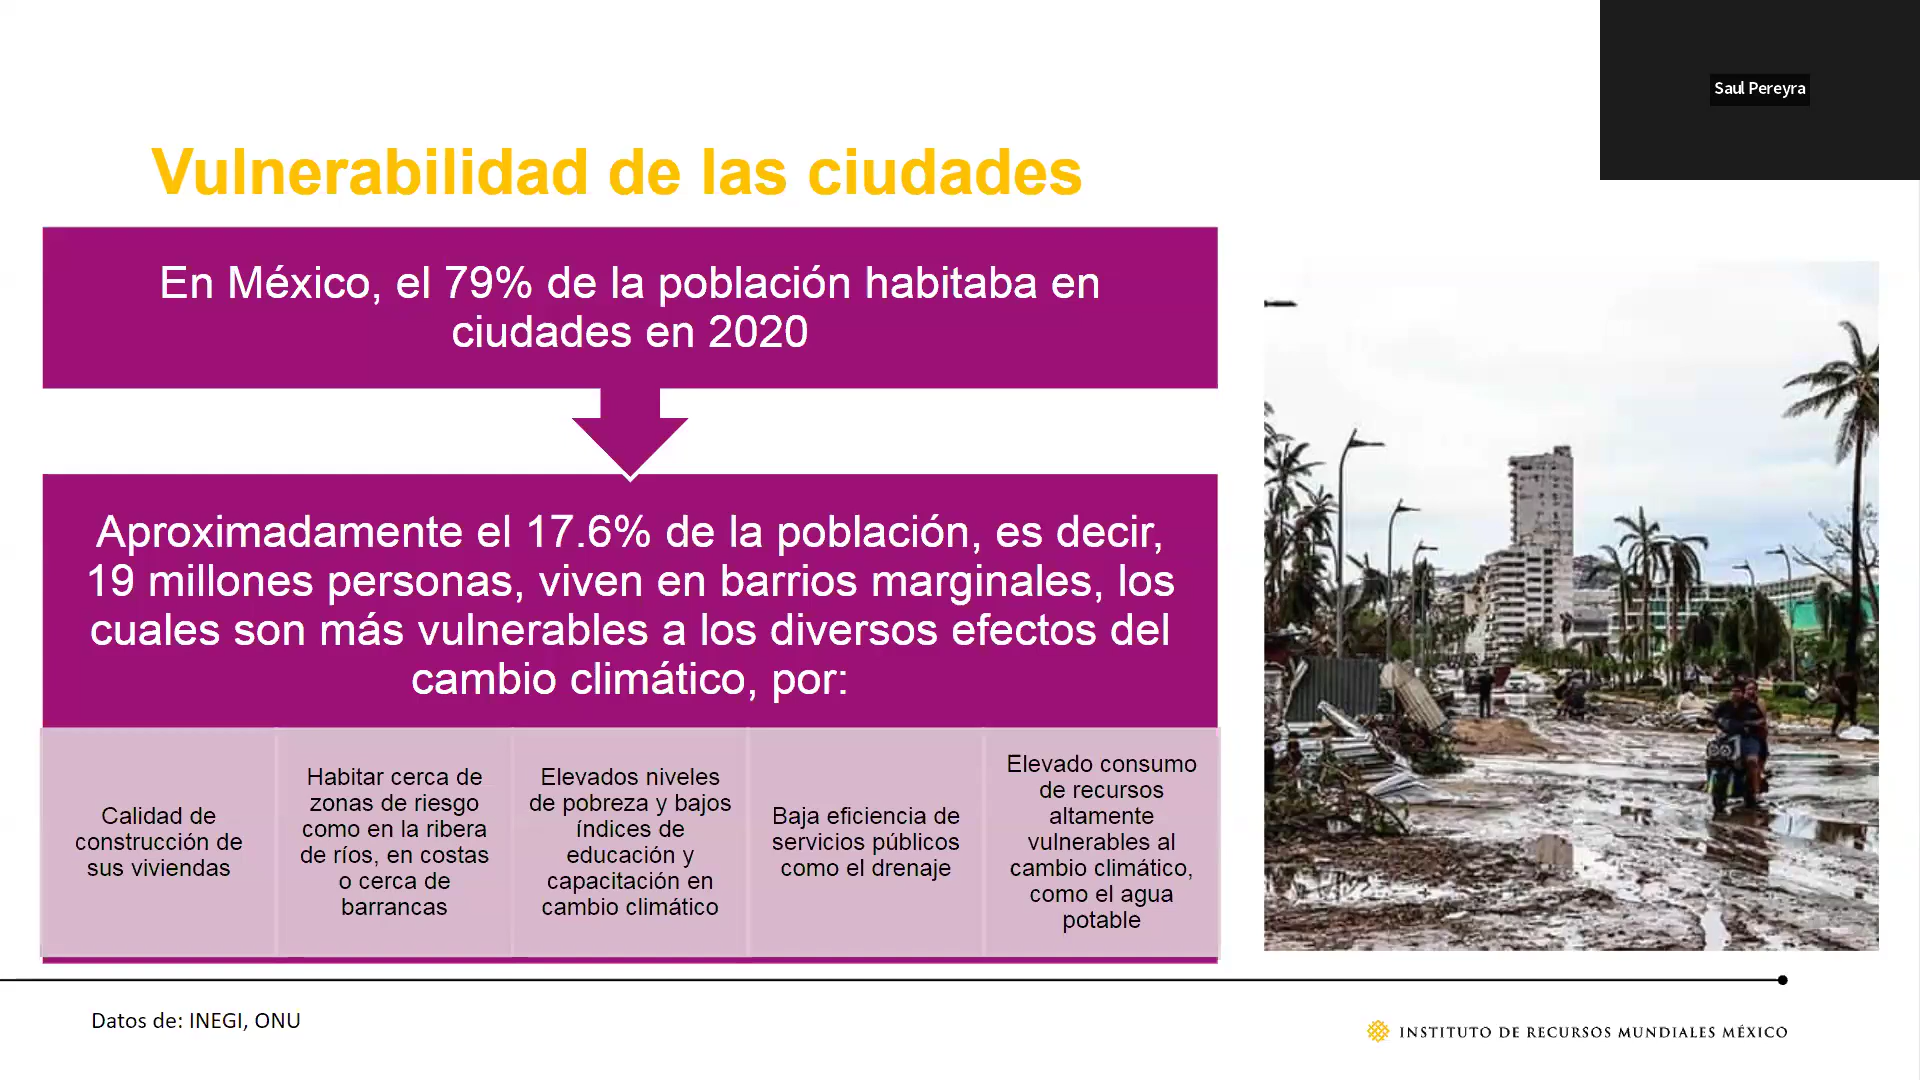 Saul Pereyra
Vulnerabilidad de las ciudades
En México, el 79% de la población habitaba en
ciudades en 2020
Aproximadamente el 17.6% de la población, es decir,
19 millones personas, viven en barrios marginales, los
cuales son más vulnerables a los diversos efectos del
cambio climático, por:
Calidad de
construcción de
sus viviendas
Habitar cerca de
zonas de riesgo
como en la ribera
de ríos, en costas
o cerca de
barrancas
Elevados niveles
de pobreza y bajos
índices de
educación y
capacitación en
cambio climático
Baja eficiencia de
servicios públicos
como el drenaje
Elevado consumo
de recursos
altamente
vulnerables al
cambio climático,
como el agua
potable
Datos de: INEGI, ONU
INSTITUTO DE RECURSOS MUNDIALES MÉXICO